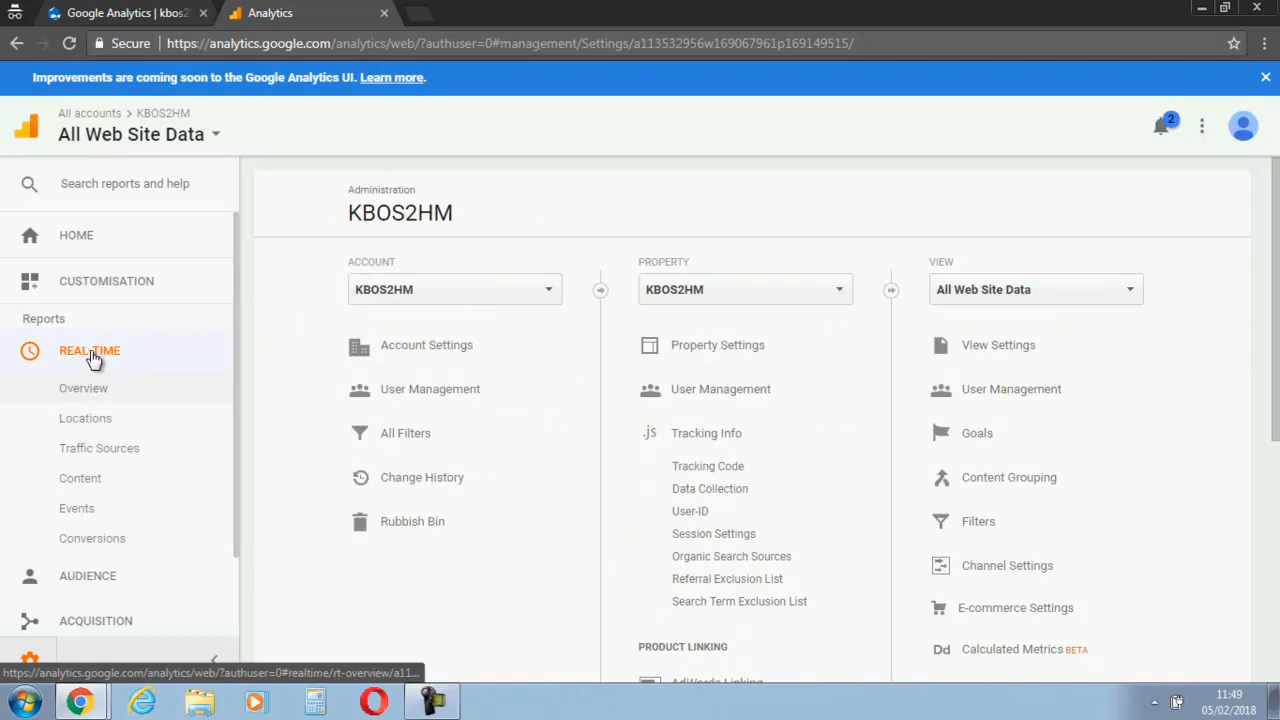 Google Analytics | kbos2
Analytics
Secure
https://analytics.google.com/analytics/web/?authuser=0#management/Settings/a113532956w169067961p169149515/
Improvements are coming soon to the Google Analytics UI. Learn more.
All accounts > KBOS2HM
All Web Site Data
2
Search reports and help
HOME
CUSTOMISATION
Reports
REAL-TIME
Overview
Locations
Traffic Sources
Content
Events
Conversions
AUDIENCE
ACQUISITION
Administration
KBOS2HM
ACCOUNT
KBOS2HM
Account Settings
User Management
All Filters
Change History
Rubbish Bin
PROPERTY
KBOS2HM
Property Settings
User Management
.js Tracking Info
Tracking Code
Data Collection
User-ID
Session Settings
Organic Search Sources
Referral Exclusion List
Search Term Exclusion List
PRODUCT LINKING
AdWords Linking
VIEW
All Web Site Data
View Settings
User Management
Goals
Content Grouping
Filters
Channel Settings
E-commerce Settings
Dd Calculated Metrics BETA
https://analytics.google.com/analytics/web/?authuser=0#realtime/rt-overview/a11...
11:49
05/02/2018